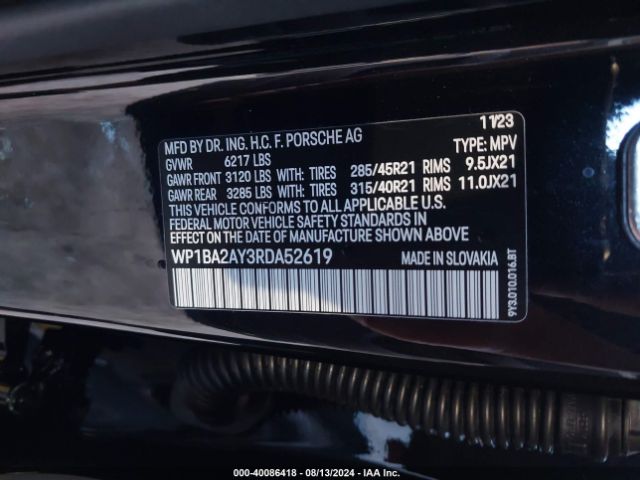 11/23
MFD BY DR. ING. H.C. F. PORSCHE AG
GVWR 6217 LBS TYPE: MPV
GAWR FRONT 3120 LBS WITH: TIRES 285/45R21 RIMS 9.5JX21
GAWR REAR 3285 LBS WITH: TIRES 315/40R21 RIMS 11.0JX21
THIS VEHICLE CONFORMS TO ALL APPLICABLE U.S.
FEDERAL MOTOR VEHICLE SAFETY STANDARDS IN
EFFECT ON THE DATE OF MANUFACTURE SHOWN ABOVE.
WP1BA2AY3RDA52619 MADE IN SLOVAKIA
9Y3.010.016.BT
000-40086418 - 08/13/2024 - IAA Inc.